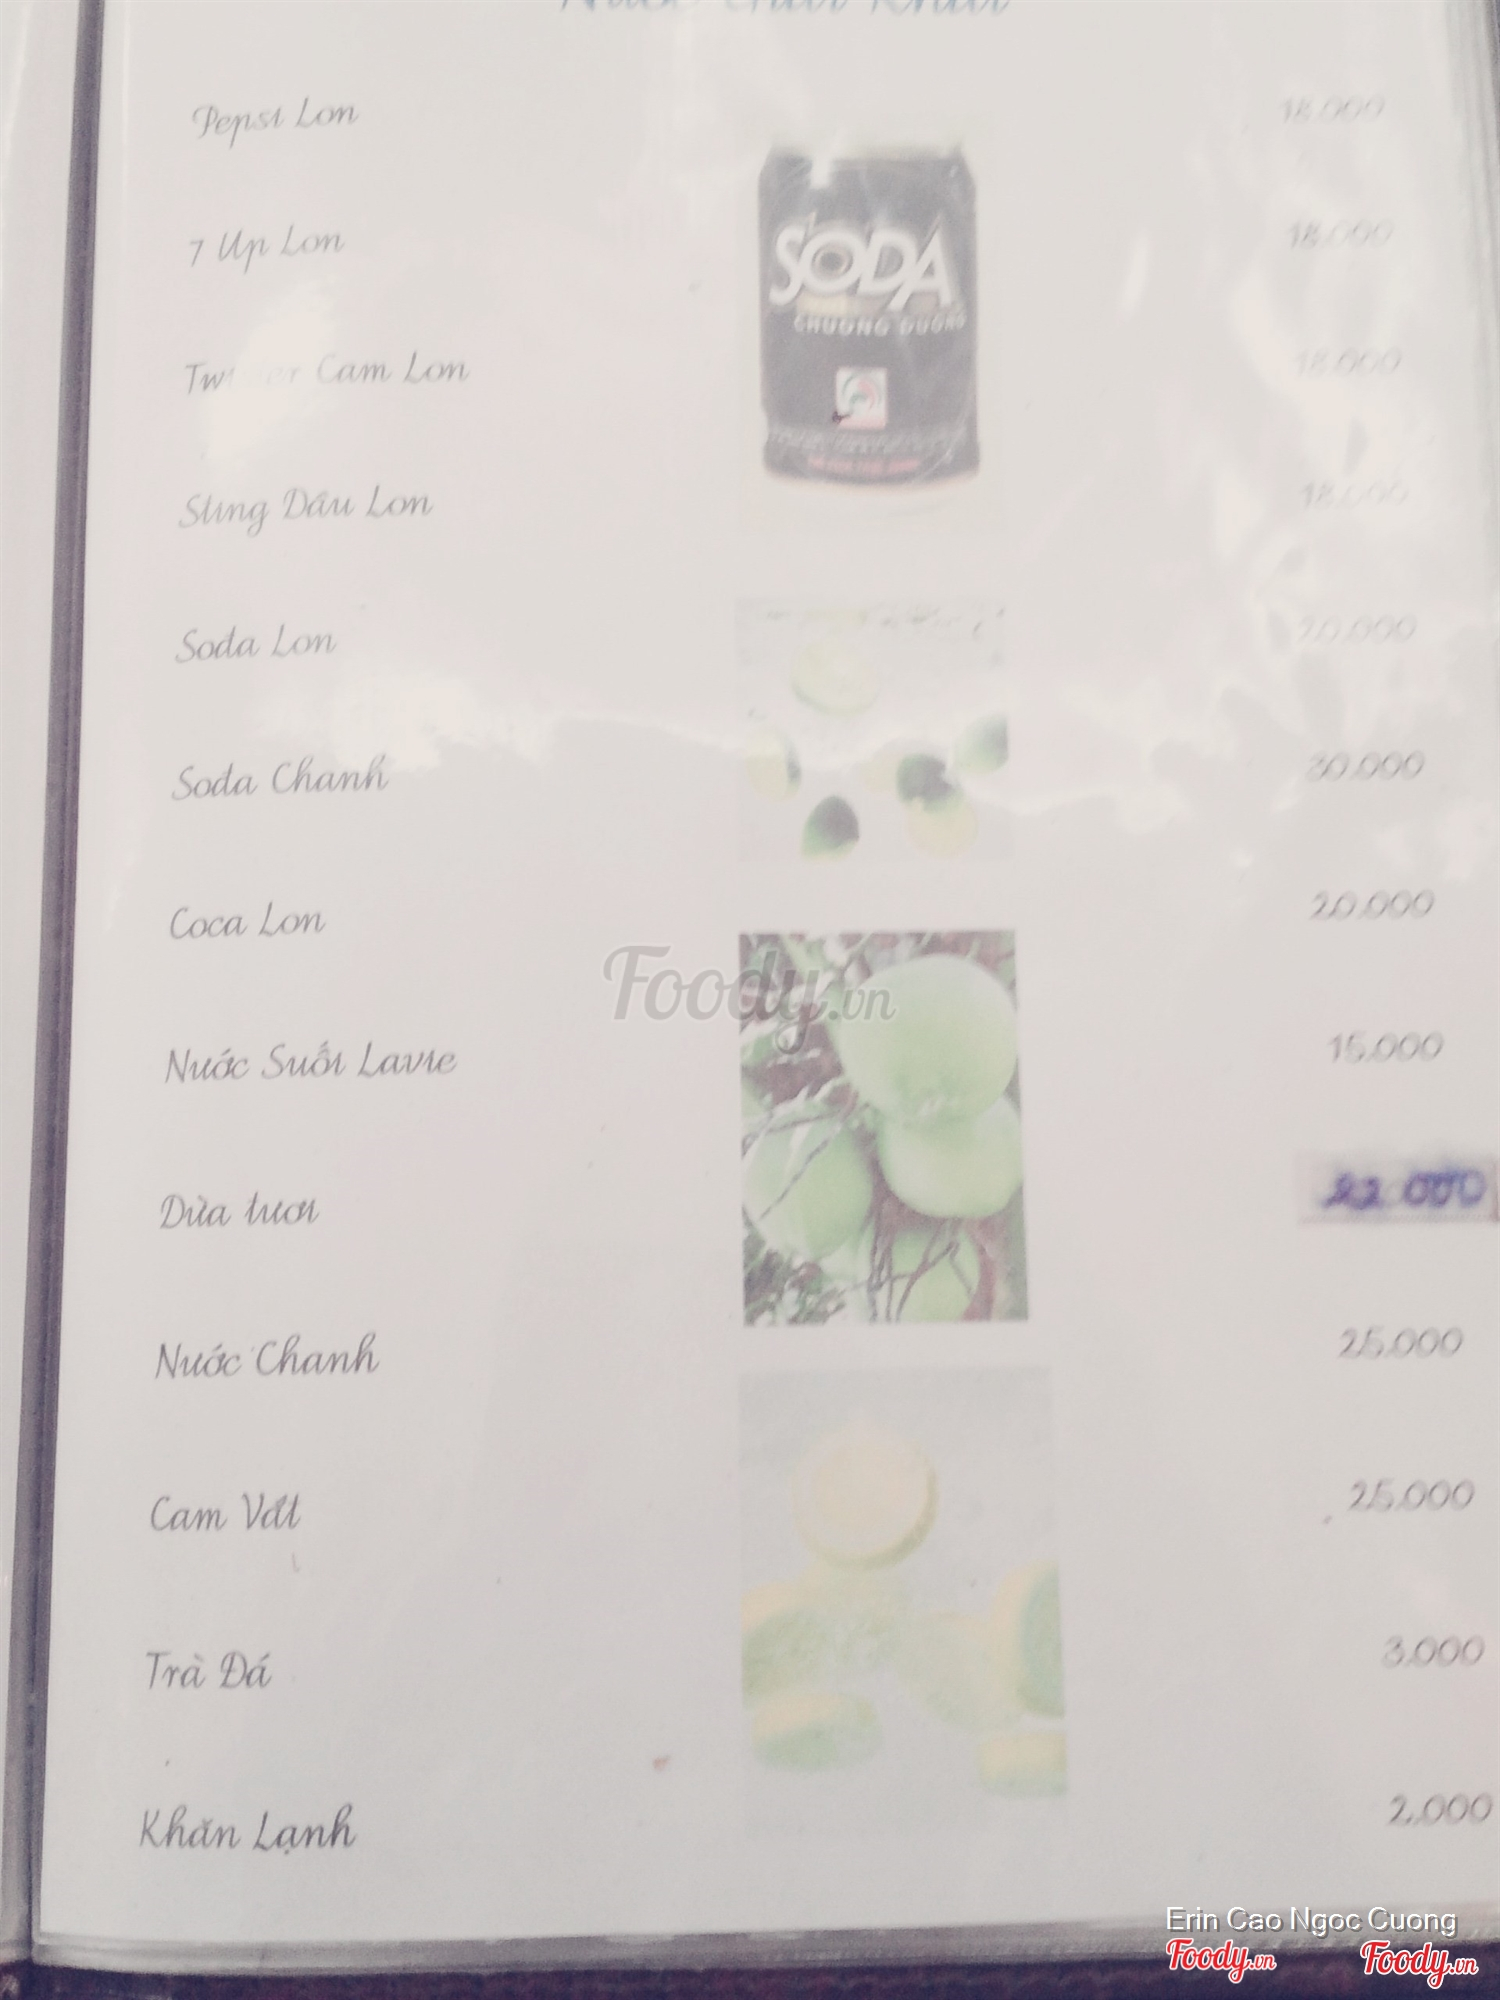 Pepsi Lon 18.000
7 Up Lon 18.000
Cam Lon 18.000
Sting Dâu Lon 18.000
Soda Lon 20.000
Soda Chanh 30.000
Coca Lon 20.000
Nước Suối Lavie 15.000
Dừa tươi 22.000
Nước Chanh 25.000
Cam Vắt 25.000
Trà Đá 3.000
Khăn Lạnh 2.000
SODA
CHƯƠNG DƯƠNG
Foody.vn
Erin Cao Ngoc Cuong
Foody.vn Foody.vn